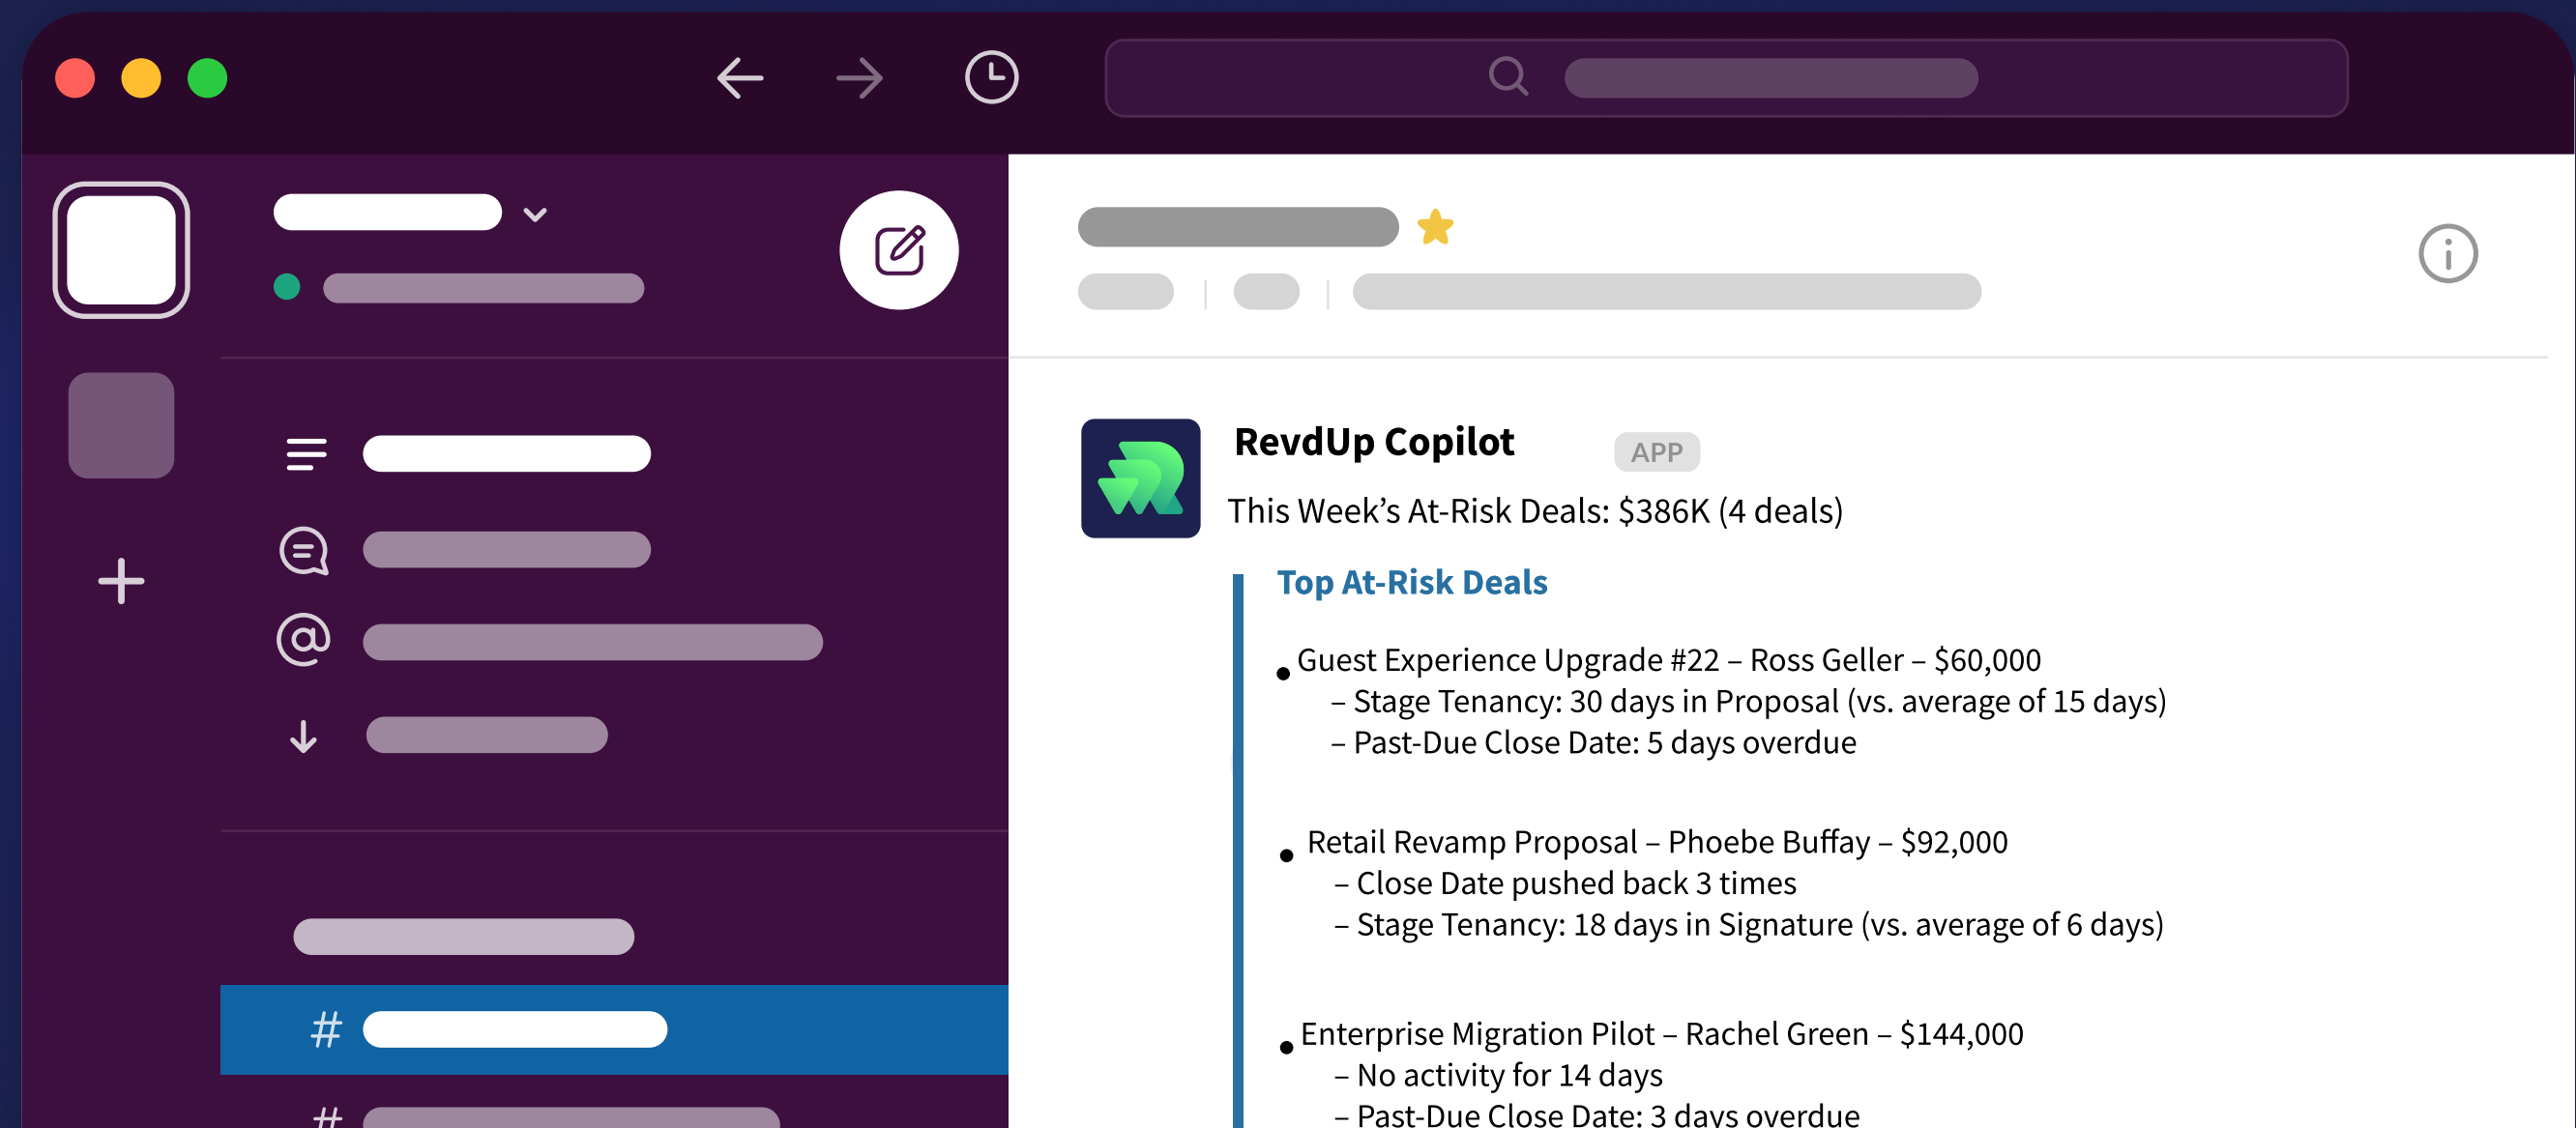 RevdUp Copilot
APP
This Week’s At-Risk Deals: $386K (4 deals)
Top At-Risk Deals
• Guest Experience Upgrade #22 – Ross Geller – $60,000
– Stage Tenancy: 30 days in Proposal (vs. average of 15 days)
– Past-Due Close Date: 5 days overdue
• Retail Revamp Proposal – Phoebe Buffay – $92,000
– Close Date pushed back 3 times
– Stage Tenancy: 18 days in Signature (vs. average of 6 days)
• Enterprise Migration Pilot – Rachel Green – $144,000
– No activity for 14 days
– Past-Due Close Date: 3 days overdue